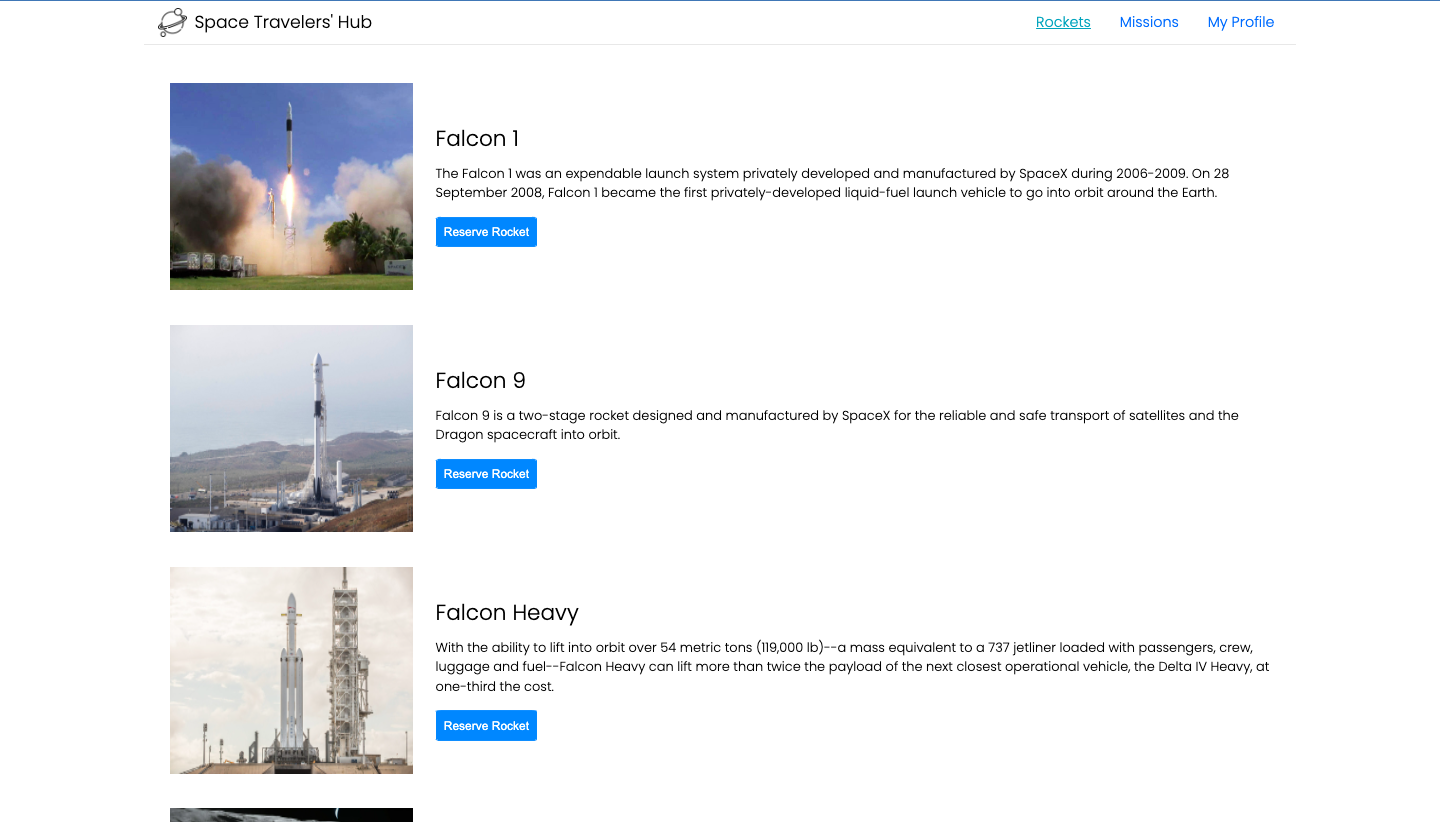 Space Travelers' Hub
Rockets
Missions
My Profile
Falcon 1
The Falcon 1 was an expendable launch system privately developed and manufactured by SpaceX during 2006-2009. On 28
September 2008, Falcon 1 became the first privately-developed liquid-fuel launch vehicle to go into orbit around the Earth.
Reserve Rocket
Falcon 9
Falcon 9 is a two-stage rocket designed and manufactured by SpaceX for the reliable and safe transport of satellites and the
Dragon spacecraft into orbit.
Reserve Rocket
Falcon Heavy
With the ability to lift into orbit over 54 metric tons (119,000 lb)--a mass equivalent to a 737 jetliner loaded with passengers, crew,
luggage and fuel--Falcon Heavy can lift more than twice the payload of the next closest operational vehicle, the Delta IV Heavy, at
one-third the cost.
Reserve Rocket